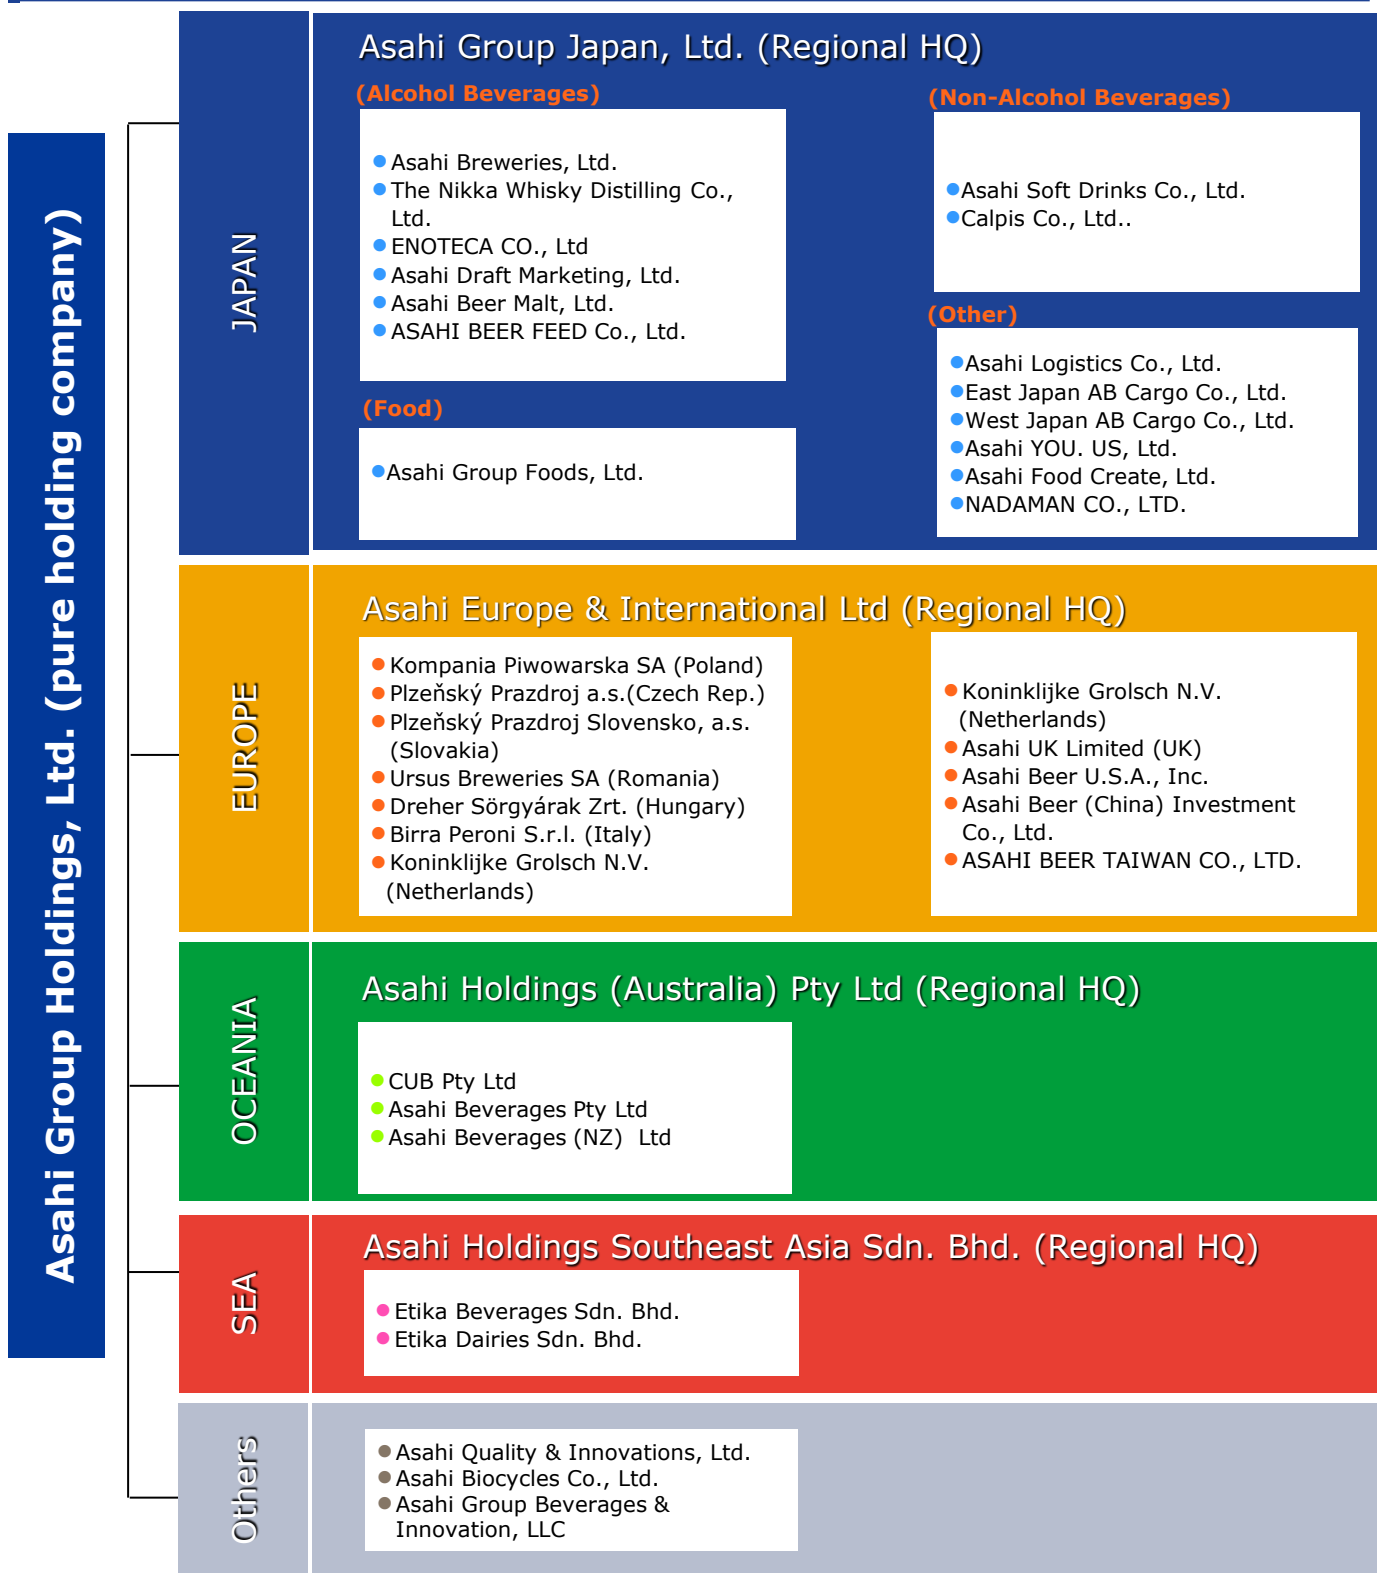 Asahi Group Holdings, Ltd. (pure holding company)
JAPAN
Asahi Group Japan, Ltd. (Regional HQ)
(Alcohol Beverages)
Asahi Breweries, Ltd.
The Nikka Whisky Distilling Co.,
Ltd.
ENOTECA CO., Ltd
Asahi Draft Marketing, Ltd.
Asahi Beer Malt, Ltd.
ASAHI BEER FEED Co., Ltd.
(Food)
Asahi Group Foods, Ltd.
(Non-Alcohol Beverages)
Asahi Soft Drinks Co., Ltd.
Calpis Co., Ltd..
(Other)
Asahi Logistics Co., Ltd.
East Japan AB Cargo Co., Ltd.
West Japan AB Cargo Co., Ltd.
Asahi YOU. US, Ltd.
Asahi Food Create, Ltd.
NADAMAN CO., LTD.
EUROPE
Asahi Europe & International Ltd (Regional HQ)
Kompania Piwowarska SA (Poland)
Plzeňský Prazdroj a.s.(Czech Rep.)
Plzeňský Prazdroj Slovensko, a.s.
(Slovakia)
Ursus Breweries SA (Romania)
Dreher Sörgyárak Zrt. (Hungary)
Birra Peroni S.r.l. (Italy)
Koninklijke Grolsch N.V.
(Netherlands)
Koninklijke Grolsch N.V.
(Netherlands)
Asahi UK Limited (UK)
Asahi Beer U.S.A., Inc.
Asahi Beer (China) Investment
Co., Ltd.
ASAHI BEER TAIWAN CO., LTD.
OCEANIA
Asahi Holdings (Australia) Pty Ltd (Regional HQ)
CUB Pty Ltd
Asahi Beverages Pty Ltd
Asahi Beverages (NZ) Ltd
SEA
Asahi Holdings Southeast Asia Sdn. Bhd. (Regional HQ)
Etika Beverages Sdn. Bhd.
Etika Dairies Sdn. Bhd.
Others
Asahi Quality & Innovations, Ltd.
Asahi Biocycles Co., Ltd.
Asahi Group Beverages &
Innovation, LLC